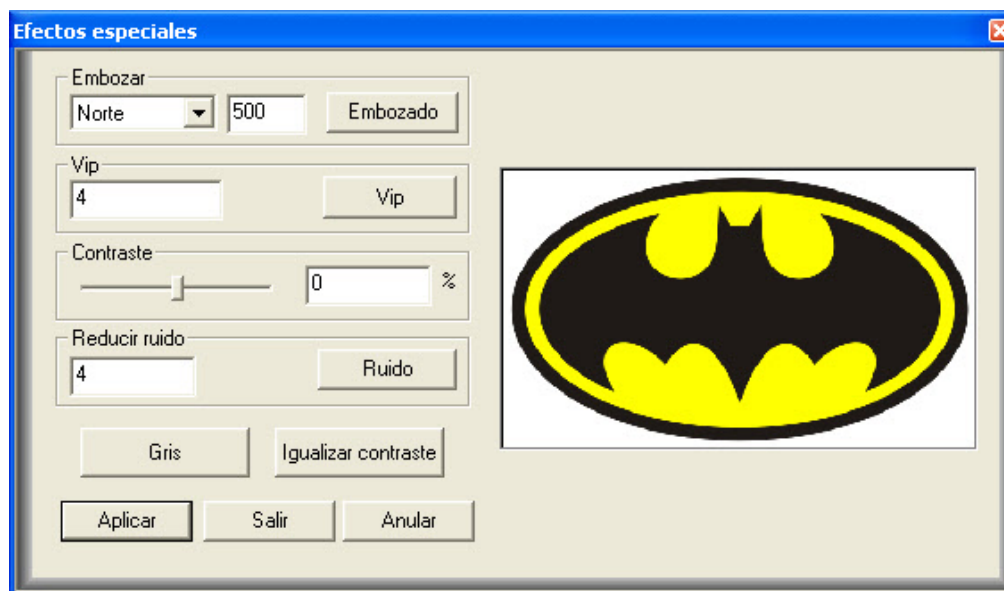 Efectos especiales
Embozar
Norte 500 Embozado
Vip
4 Vip
Contraste
0 %
Reducir ruido
4 Ruido
Gris Igualizar contraste
Aplicar Salir Anular